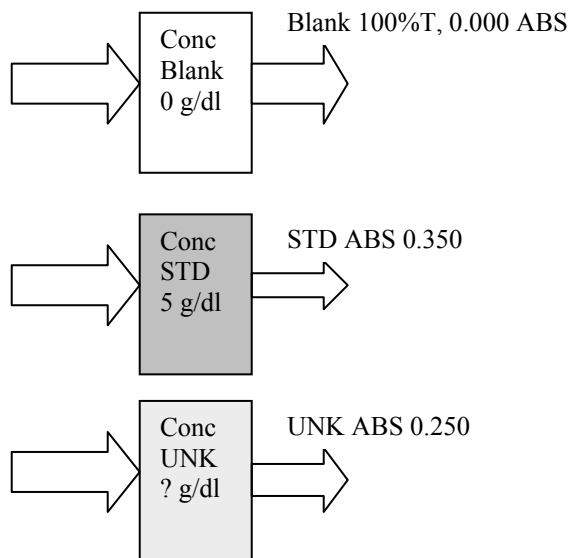 Blank 100%T, 0.000 ABS
Conc
Blank
0 g/dl
STD ABS 0.350
Conc
STD
5 g/dl
UNK ABS 0.250
Conc
UNK
? g/dl